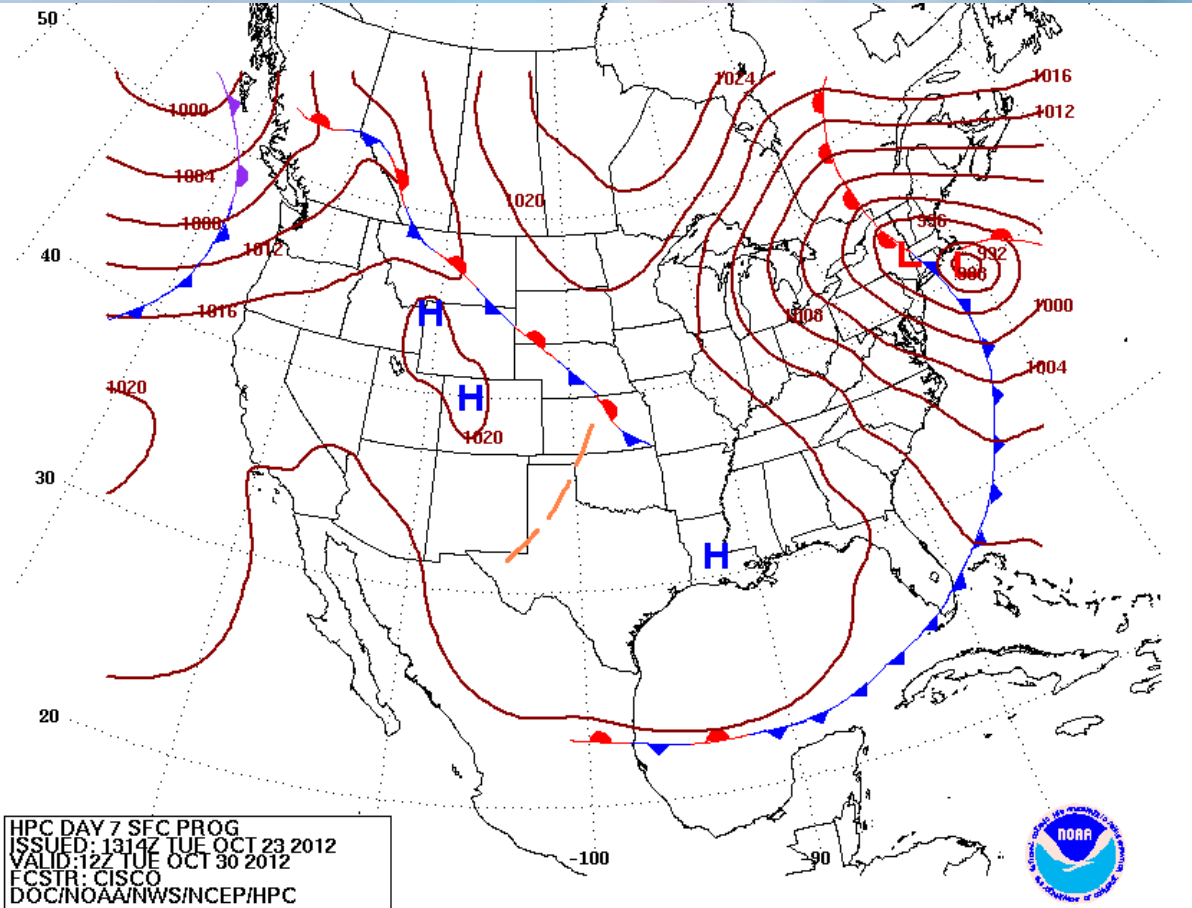 50
1024
1016
1000
1012
1004
1020
996
40
1008
1012
992
988
1016
1008
1000
1004
H
L
L
1020
H
1020
30
H
20
-100
-90
NOAA
HPC DAY 7 SFC PROG
ISSUED: 1314Z TUE OCT 23 2012
VALID:12Z TUE OCT 30 2012
FCSTR: CISCO
DOC/NOAA/NWS/NCEP/HPC